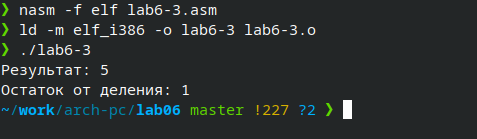 ❯ nasm -f elf lab6-3.asm
❯ ld -m elf_i386 -o lab6-3 lab6-3.o
❯ ./lab6-3
Результат: 5
Остаток от деления: 1
~/work/arch-pc/lab06 master !227 ?2 ❯